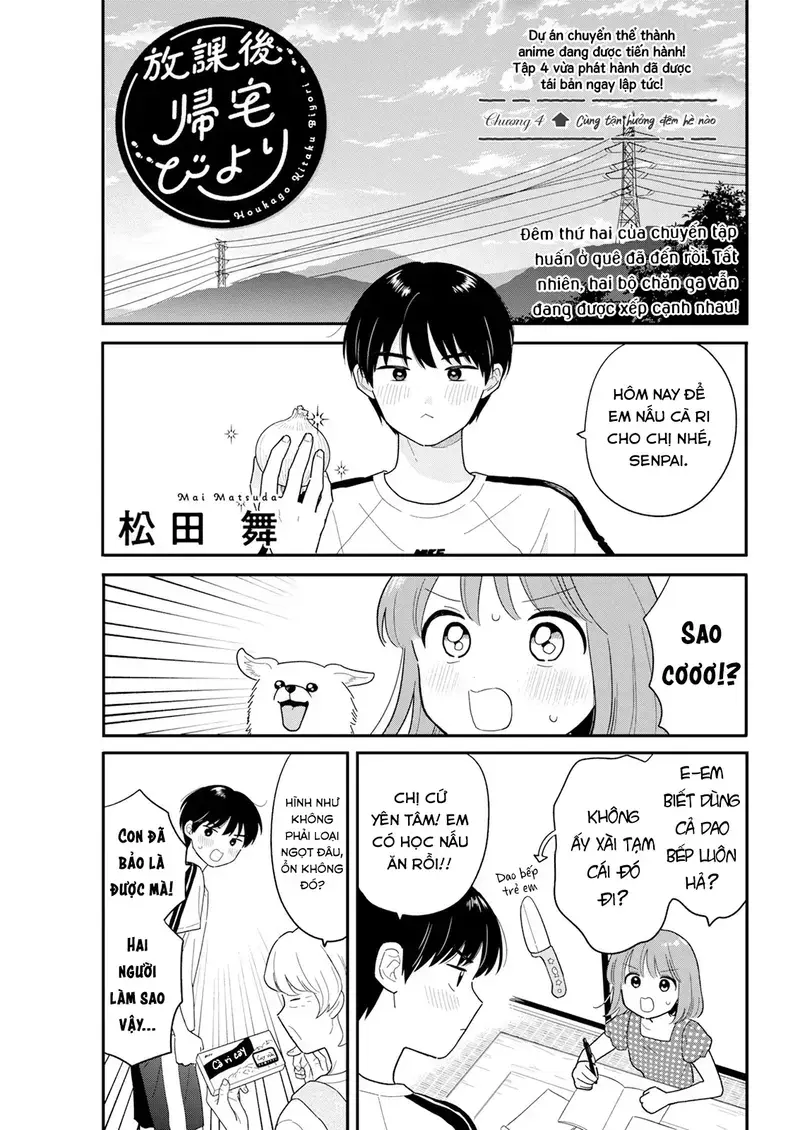 放課後
帰宅
びより
Houkago Kitaku Biyori
Dự án chuyển thể thành
anime đang được tiến hành!
Tập 4 vừa phát hành đã được
tái bản ngay lập tức!
Chương 4
Cùng tận hưởng đêm hè nào
Đêm thứ hai của chuyến tập
huấn ở quê đã đến rồi. Tất
nhiên, hai bộ chăn ga vẫn
đang được xếp cạnh nhau!
HÔM NAY ĐỂ
EM NẤU CÀ RI
CHO CHỊ NHÉ,
SENPAI.
Mai Matsuda
松田 舞
NIKE
SAO
CƠƠƠ!?
E-EM
BIẾT DÙNG
CẢ DAO
BẾP LUÔN
HẢ?
KHÔNG
ẤY XÀI TẠM
CÁI ĐÓ
ĐI?
Dao bếp
trẻ em
CHỊ CỨ
YÊN TÂM! EM
CÓ HỌC NẤU
ĂN RỒI!!
HÌNH NHƯ
KHÔNG
PHẢI LOẠI
NGỌT ĐÂU,
ỔN KHÔNG
ĐÓ?
CON ĐÃ
BẢO LÀ
ĐƯỢC MÀ!
HAI
NGƯỜI
LÀM SAO
VẬY...
Cà ri cay